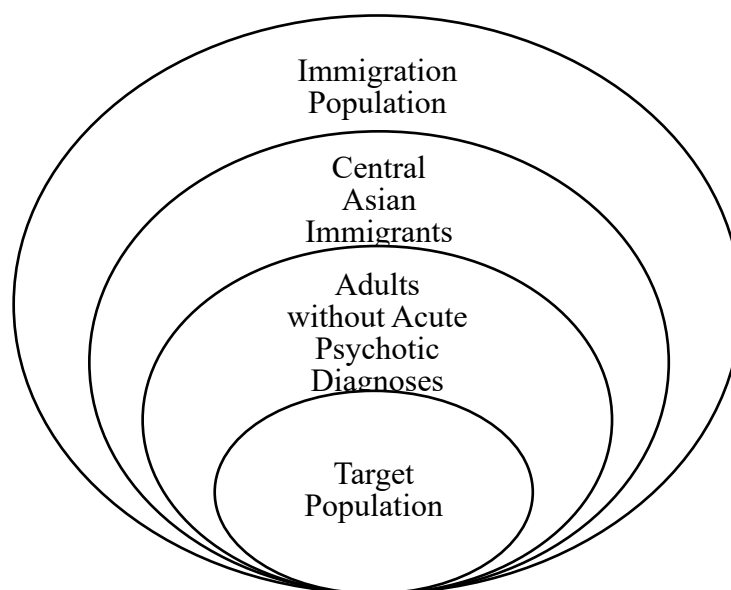 Immigration
Population
Central
Asian
Immigrants
Adults
without Acute
Psychotic
Diagnoses
Target
Population